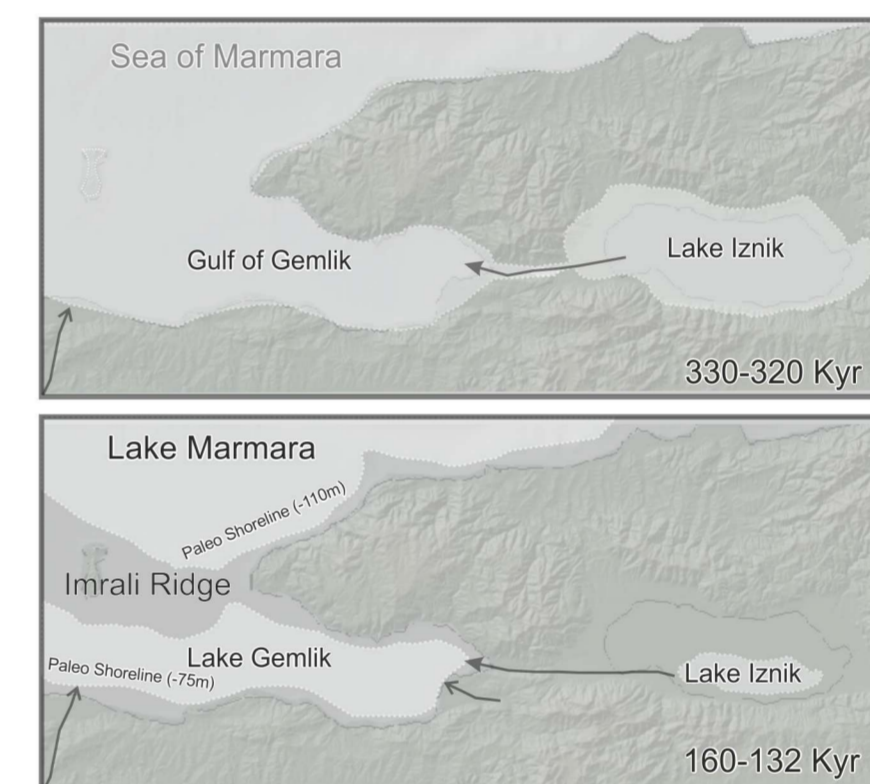 Sea of Marmara
Gulf of Gemlik
Lake Iznik
330-320 Kyr
Lake Marmara
Paleo Shoreline (-110m)
Imrali Ridge
Lake Gemlik
Paleo Shoreline (-75m)
Lake Iznik
160-132 Kyr